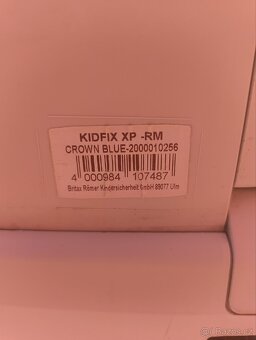 KIDFIX XP -RM
CROWN BLUE-2000010256
4 000984 107487
Britax Römer Kindersicherheit GmbH 89077 Ulm